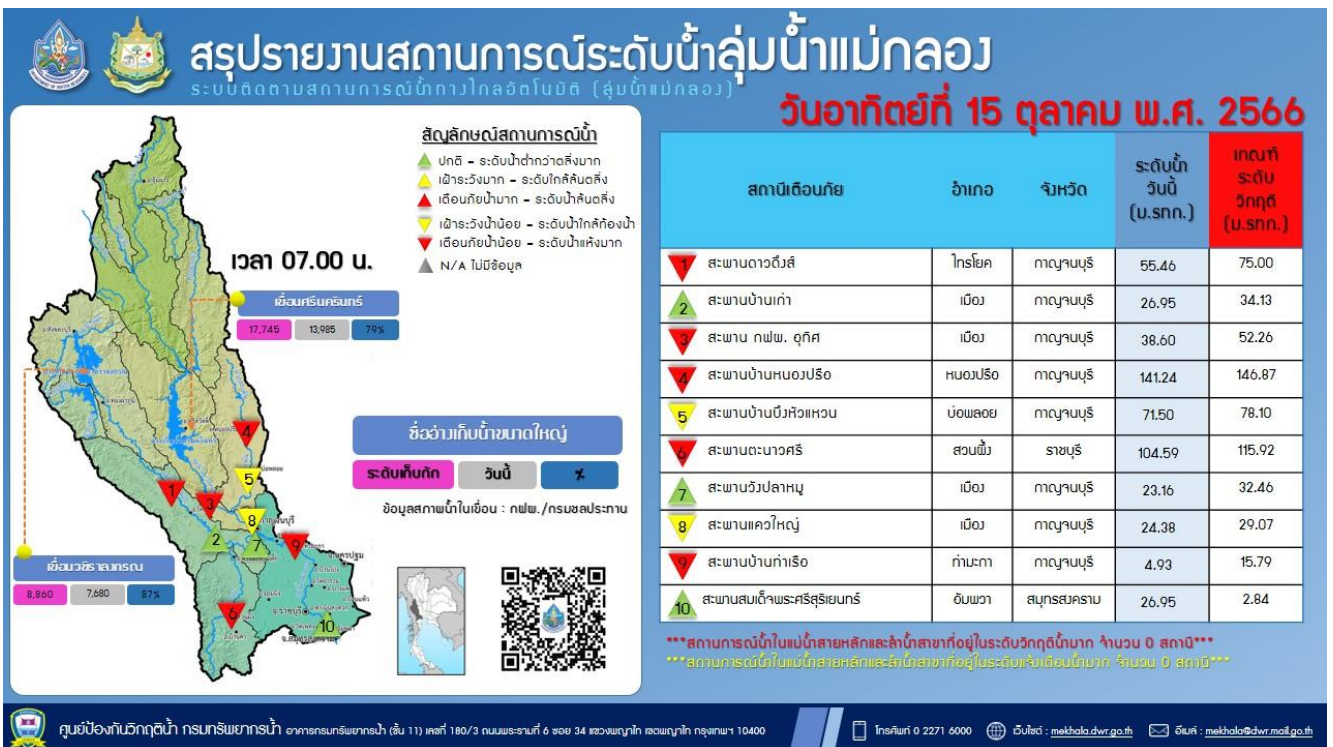 สรุปรายงานสถานการณ์ระดับน้ำลุ่มน้ำแม่กลอง
ระบบติดตามสถานการณ์น้ำทางไกลอัตโนมัติ (ลุ่มน้ำแม่กลอง)
วันอาทิตย์ที่ 15 ตุลาคม พ.ศ. 2566
สัญลักษณ์สถานการณ์น้ำ
ปกติ - ระดับน้ำต่ำกว่าตลิ่งมาก
เฝ้าระวังมาก - ระดับใกล้ล้นตลิ่ง
เตือนภัยน้ำมาก - ระดับน้ำล้นตลิ่ง
เฝ้าระวังน้ำน้อย - ระดับน้ำใกล้ท้องน้ำ
เตือนภัยน้ำน้อย - ระดับน้ำแห้งมาก
N/A ไม่มีข้อมูล
เวลา 07.00 น.
เขื่อนศรีนครินทร์
17,745 13,985 79%
ชื่ออ่างเก็บน้ำขนาดใหญ่
ระดับเก็บกัก วันนี้ %
ข้อมูลสภาพน้ำในเขื่อน : กฟผ./กรมชลประทาน
เขื่อนวชิราลงกรณ
8,860 7,680 87%
4
5
1
3
8
2
7
9
6
10
สถานีเตือนภัย อำเภอ จังหวัด ระดับน้ำ วันนี้ (ม.รทก.) เกณฑ์ ระดับ วิกฤติ (ม.รทก.)
1 สะพานดาวดึงส์ ไทรโยค กาญจนบุรี 55.46 75.00
2 สะพานบ้านเก่า เมือง กาญจนบุรี 26.95 34.13
3 สะพาน กฟผ. อุทิศ เมือง กาญจนบุรี 38.60 52.26
4 สะพานบ้านหนองปรือ หนองปรือ กาญจนบุรี 141.24 146.87
5 สะพานบ้านบึงหัวแหวน บ่อพลอย กาญจนบุรี 71.50 78.10
6 สะพานตะนาวศรี สวนผึ้ง ราชบุรี 104.59 115.92
7 สะพานวังปลาหมู เมือง กาญจนบุรี 23.16 32.46
8 สะพานแควใหญ่ เมือง กาญจนบุรี 24.38 29.07
9 สะพานบ้านท่าเรือ ท่ามะกา กาญจนบุรี 4.93 15.79
10 สะพานสมเด็จพระศรีสุริเยนทร์ อัมพวา สมุทรสงคราม 26.95 2.84
***สถานการณ์น้ำในแม่น้ำสายหลักและลำน้ำสาขาที่อยู่ในระดับวิกฤติน้ำมาก จำนวน 0 สถานี***
***สถานการณ์น้ำในแม่น้ำสายหลักและลำน้ำสาขาที่อยู่ในระดับแจ้งเตือนน้ำมาก จำนวน 0 สถานี***
ศูนย์ป้องกันวิกฤติน้ำ กรมทรัพยากรน้ำ อาคารกรมทรัพยากรน้ำ (ชั้น 11) เลขที่ 180/3 ถนนพระรามที่ 6 ซอย 34 แขวงพญาไท เขตพญาไท กรุงเทพฯ 10400
โทรศัพท์ 0 2271 6000 เว็บไซต์ : mekhala.dwr.go.th อีเมล์ : mekhala@dwr.mail.go.th